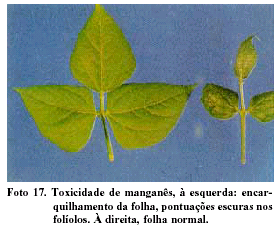 Foto 17. Toxicidade de manganês, à esquerda: encar-
quilhamento da folha, pontuações escuras nos
folíolos. À direita, folha normal.